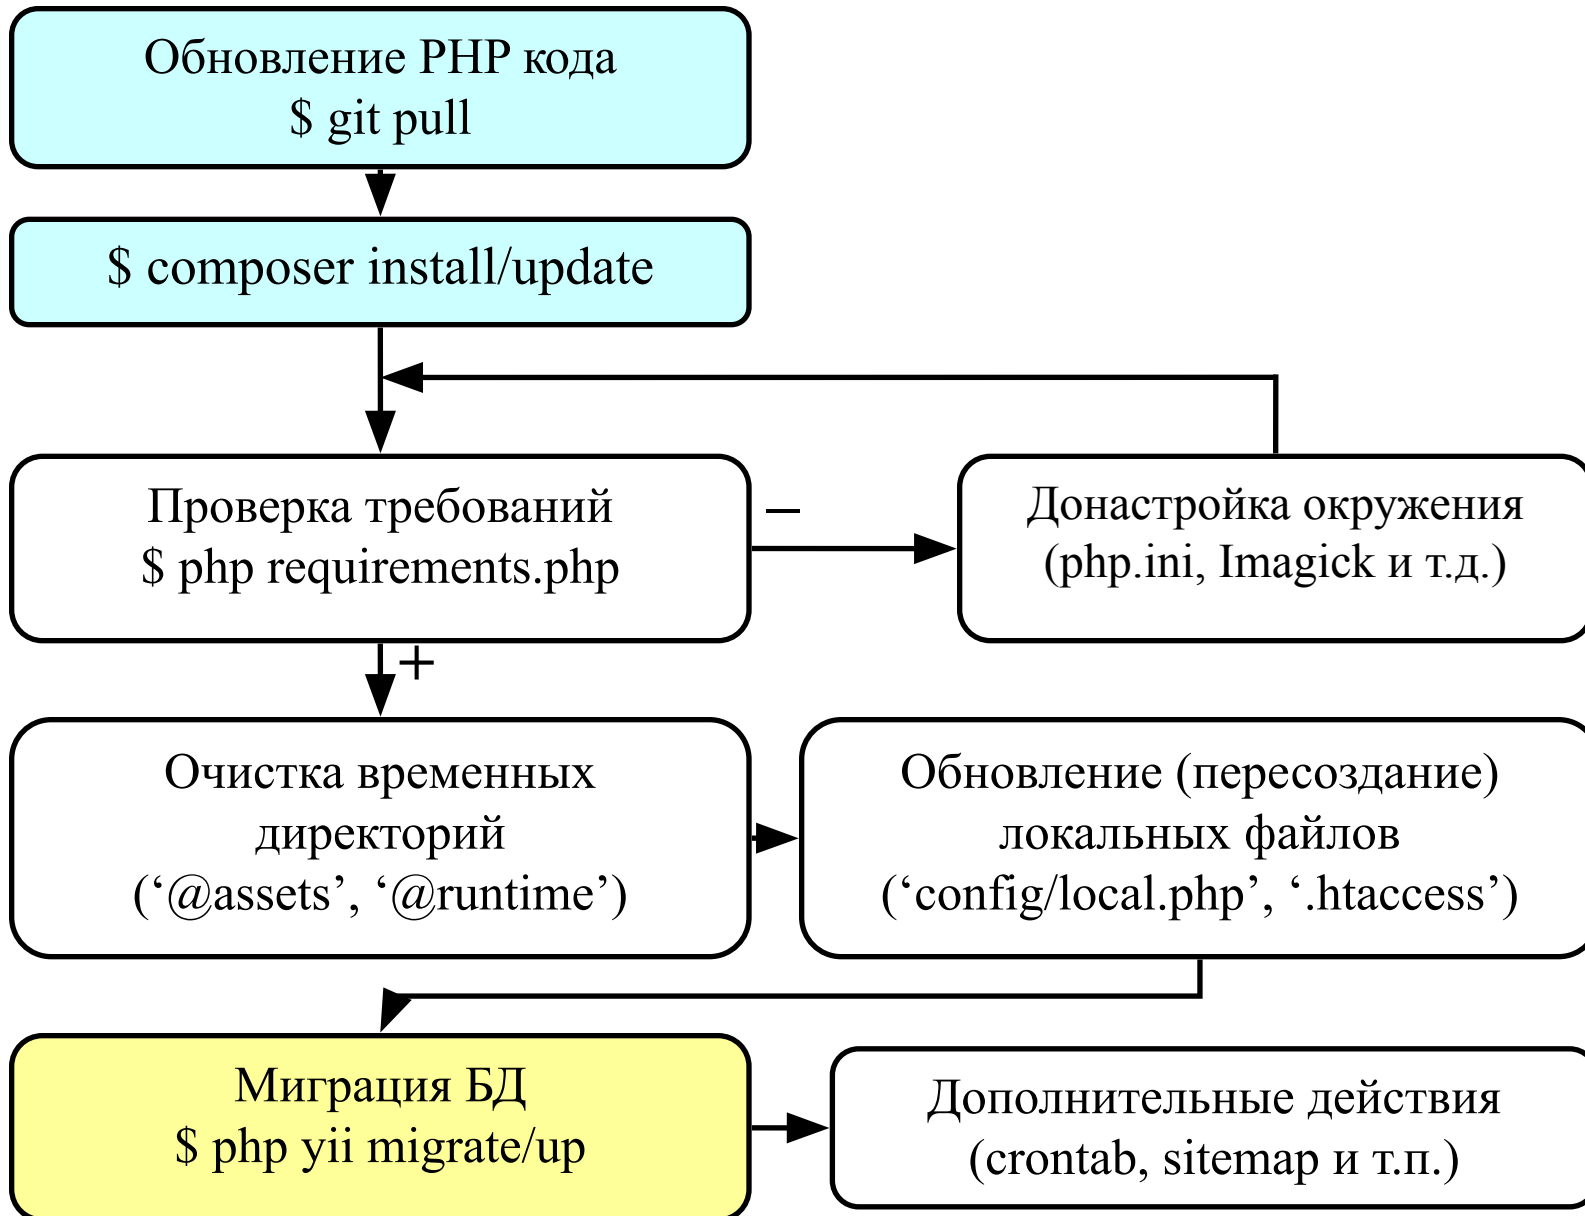 Обновление PHP кода
$ git pull
$ composer install/update
Проверка требований
$ php requirements.php
–
Донастройка окружения
(php.ini, Imagick и т.д.)
+
Очистка временных
директорий
(‘@assets’, ‘@runtime’)
Обновление (пересоздание)
локальных файлов
(‘config/local.php’, ‘.htaccess’)
Миграция БД
$ php yii migrate/up
Дополнительные действия
(crontab, sitemap и т.п.)